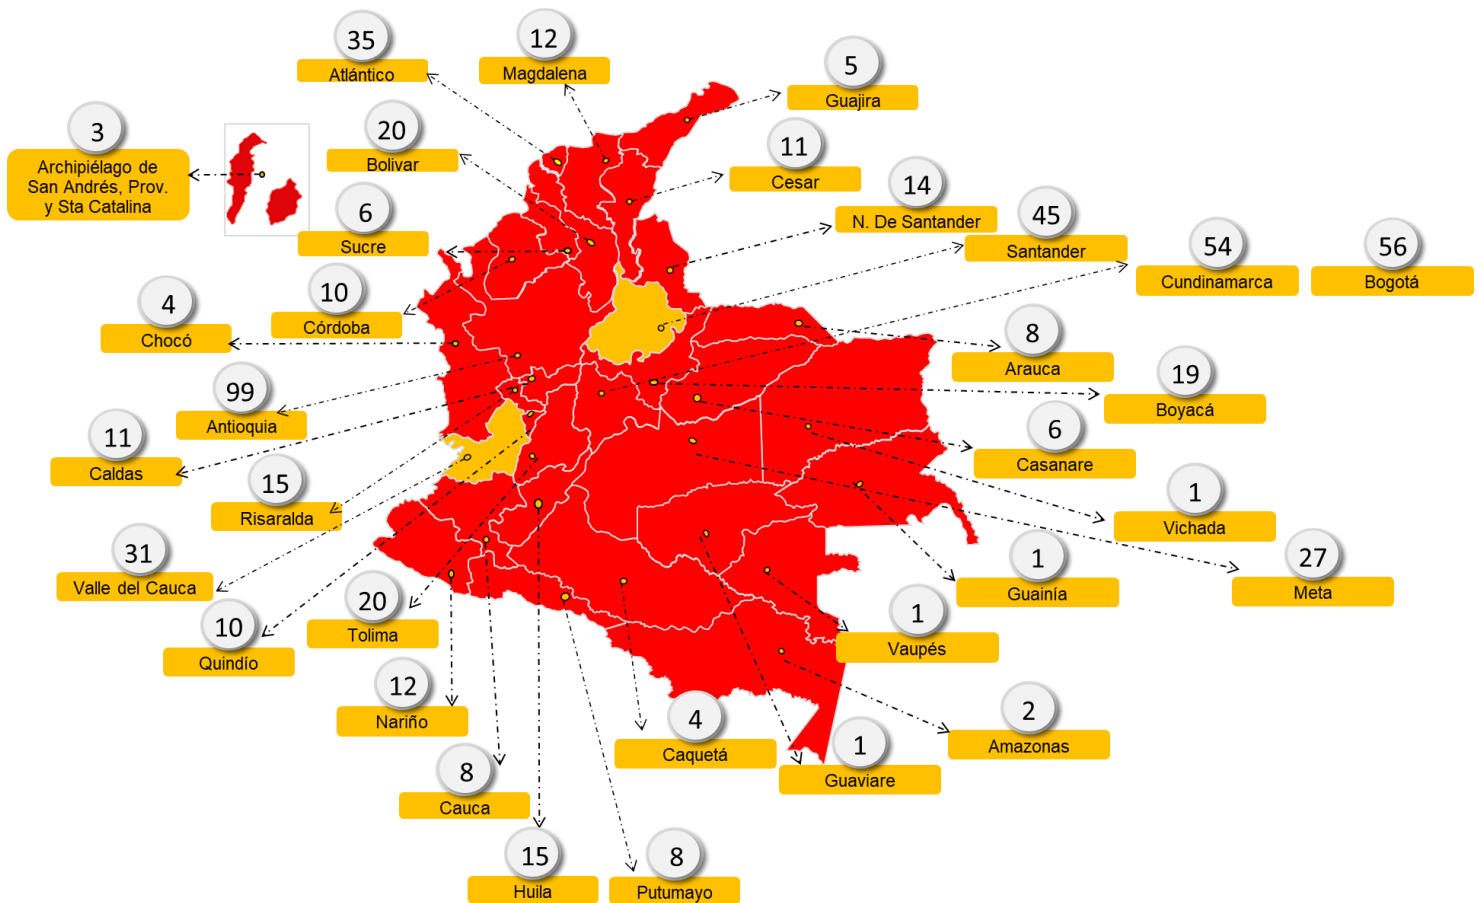 35
Atlántico
12
Magdalena
5
Guajira
3
Archipiélago de
San Andrés, Prov.
y Sta Catalina
20
Bolivar
11
Cesar
14
N. De Santander
6
Sucre
45
Santander
54
Cundinamarca
56
Bogotá
10
Córdoba
4
Chocó
8
Arauca
99
Antioquia
19
Boyacá
11
Caldas
6
Casanare
15
Risaralda
1
Vichada
31
Valle del Cauca
1
Guainía
27
Meta
10
Quindío
20
Tolima
1
Vaupés
12
Nariño
4
Caquetá
1
Guaviare
2
Amazonas
8
Cauca
15
Huila
8
Putumayo